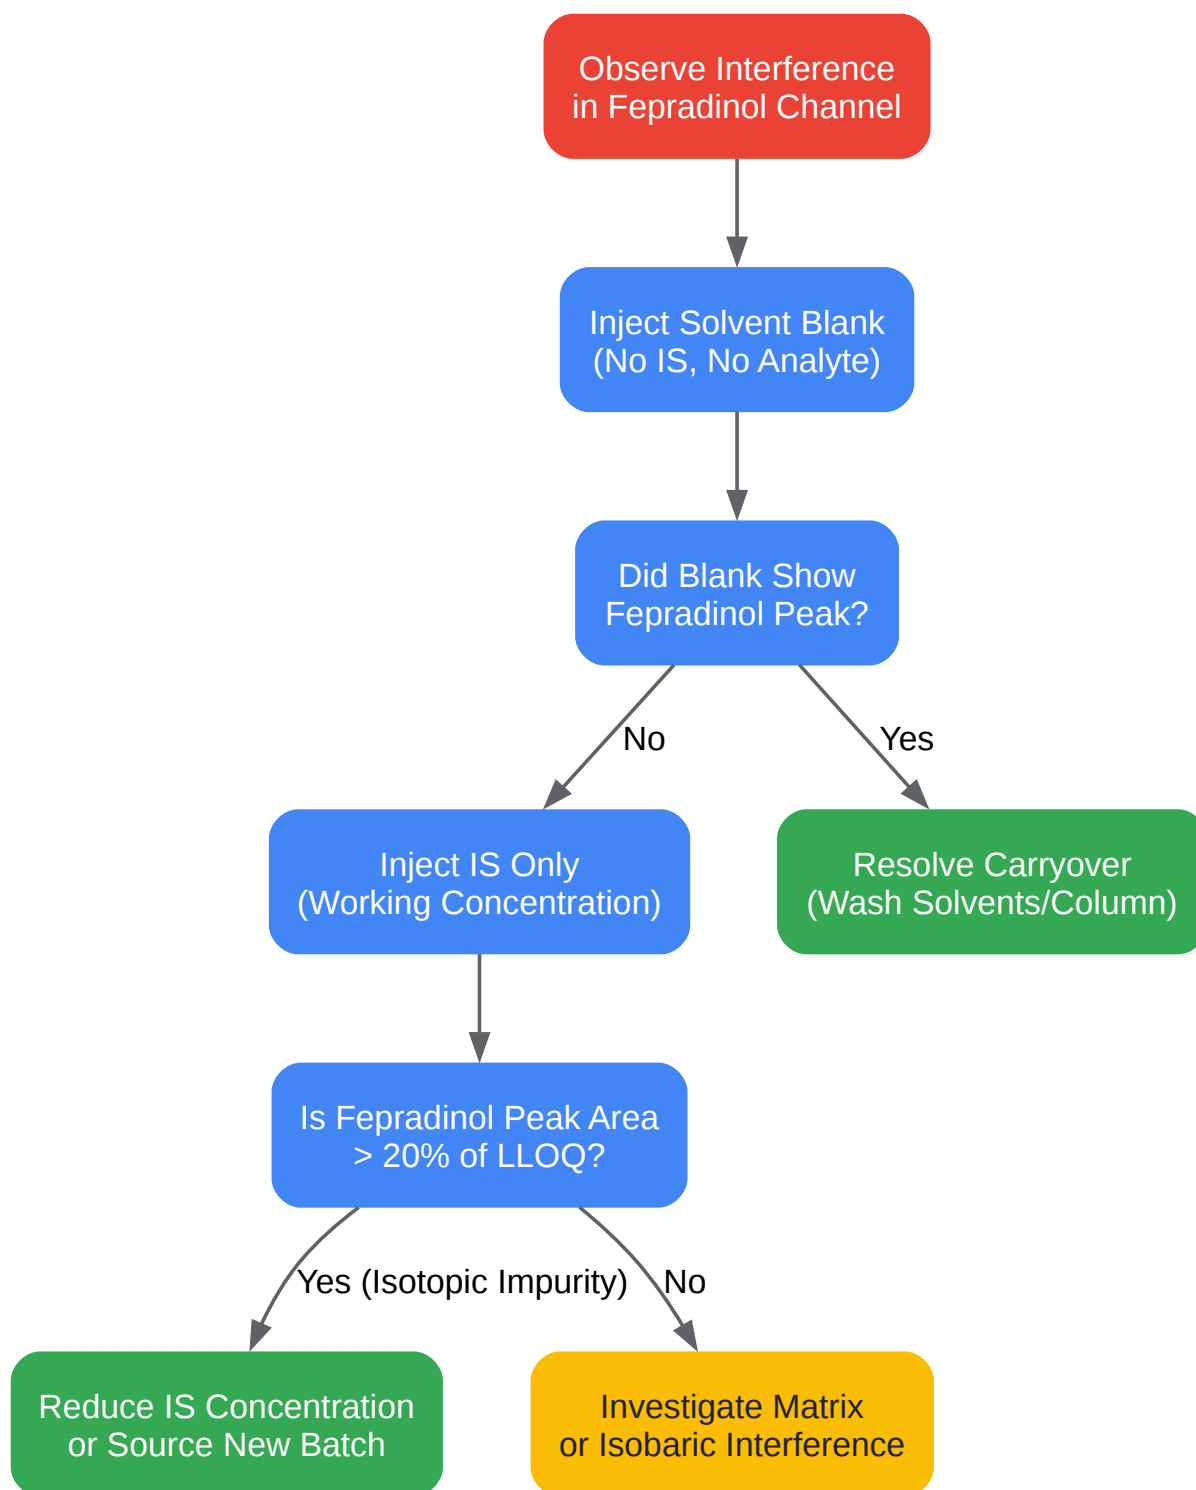 Observe Interference
in Fepradinol Channel
Inject Solvent Blank
(No IS, No Analyte)
Did Blank Show
Fepradinol Peak?
No
Yes
Inject IS Only
(Working Concentration)
Resolve Carryover
(Wash Solvents/Column)
Is Fepradinol Peak Area
> 20% of LLOQ?
Yes (Isotopic Impurity)
No
Reduce IS Concentration
or Source New Batch
Investigate Matrix
or Isobaric Interference